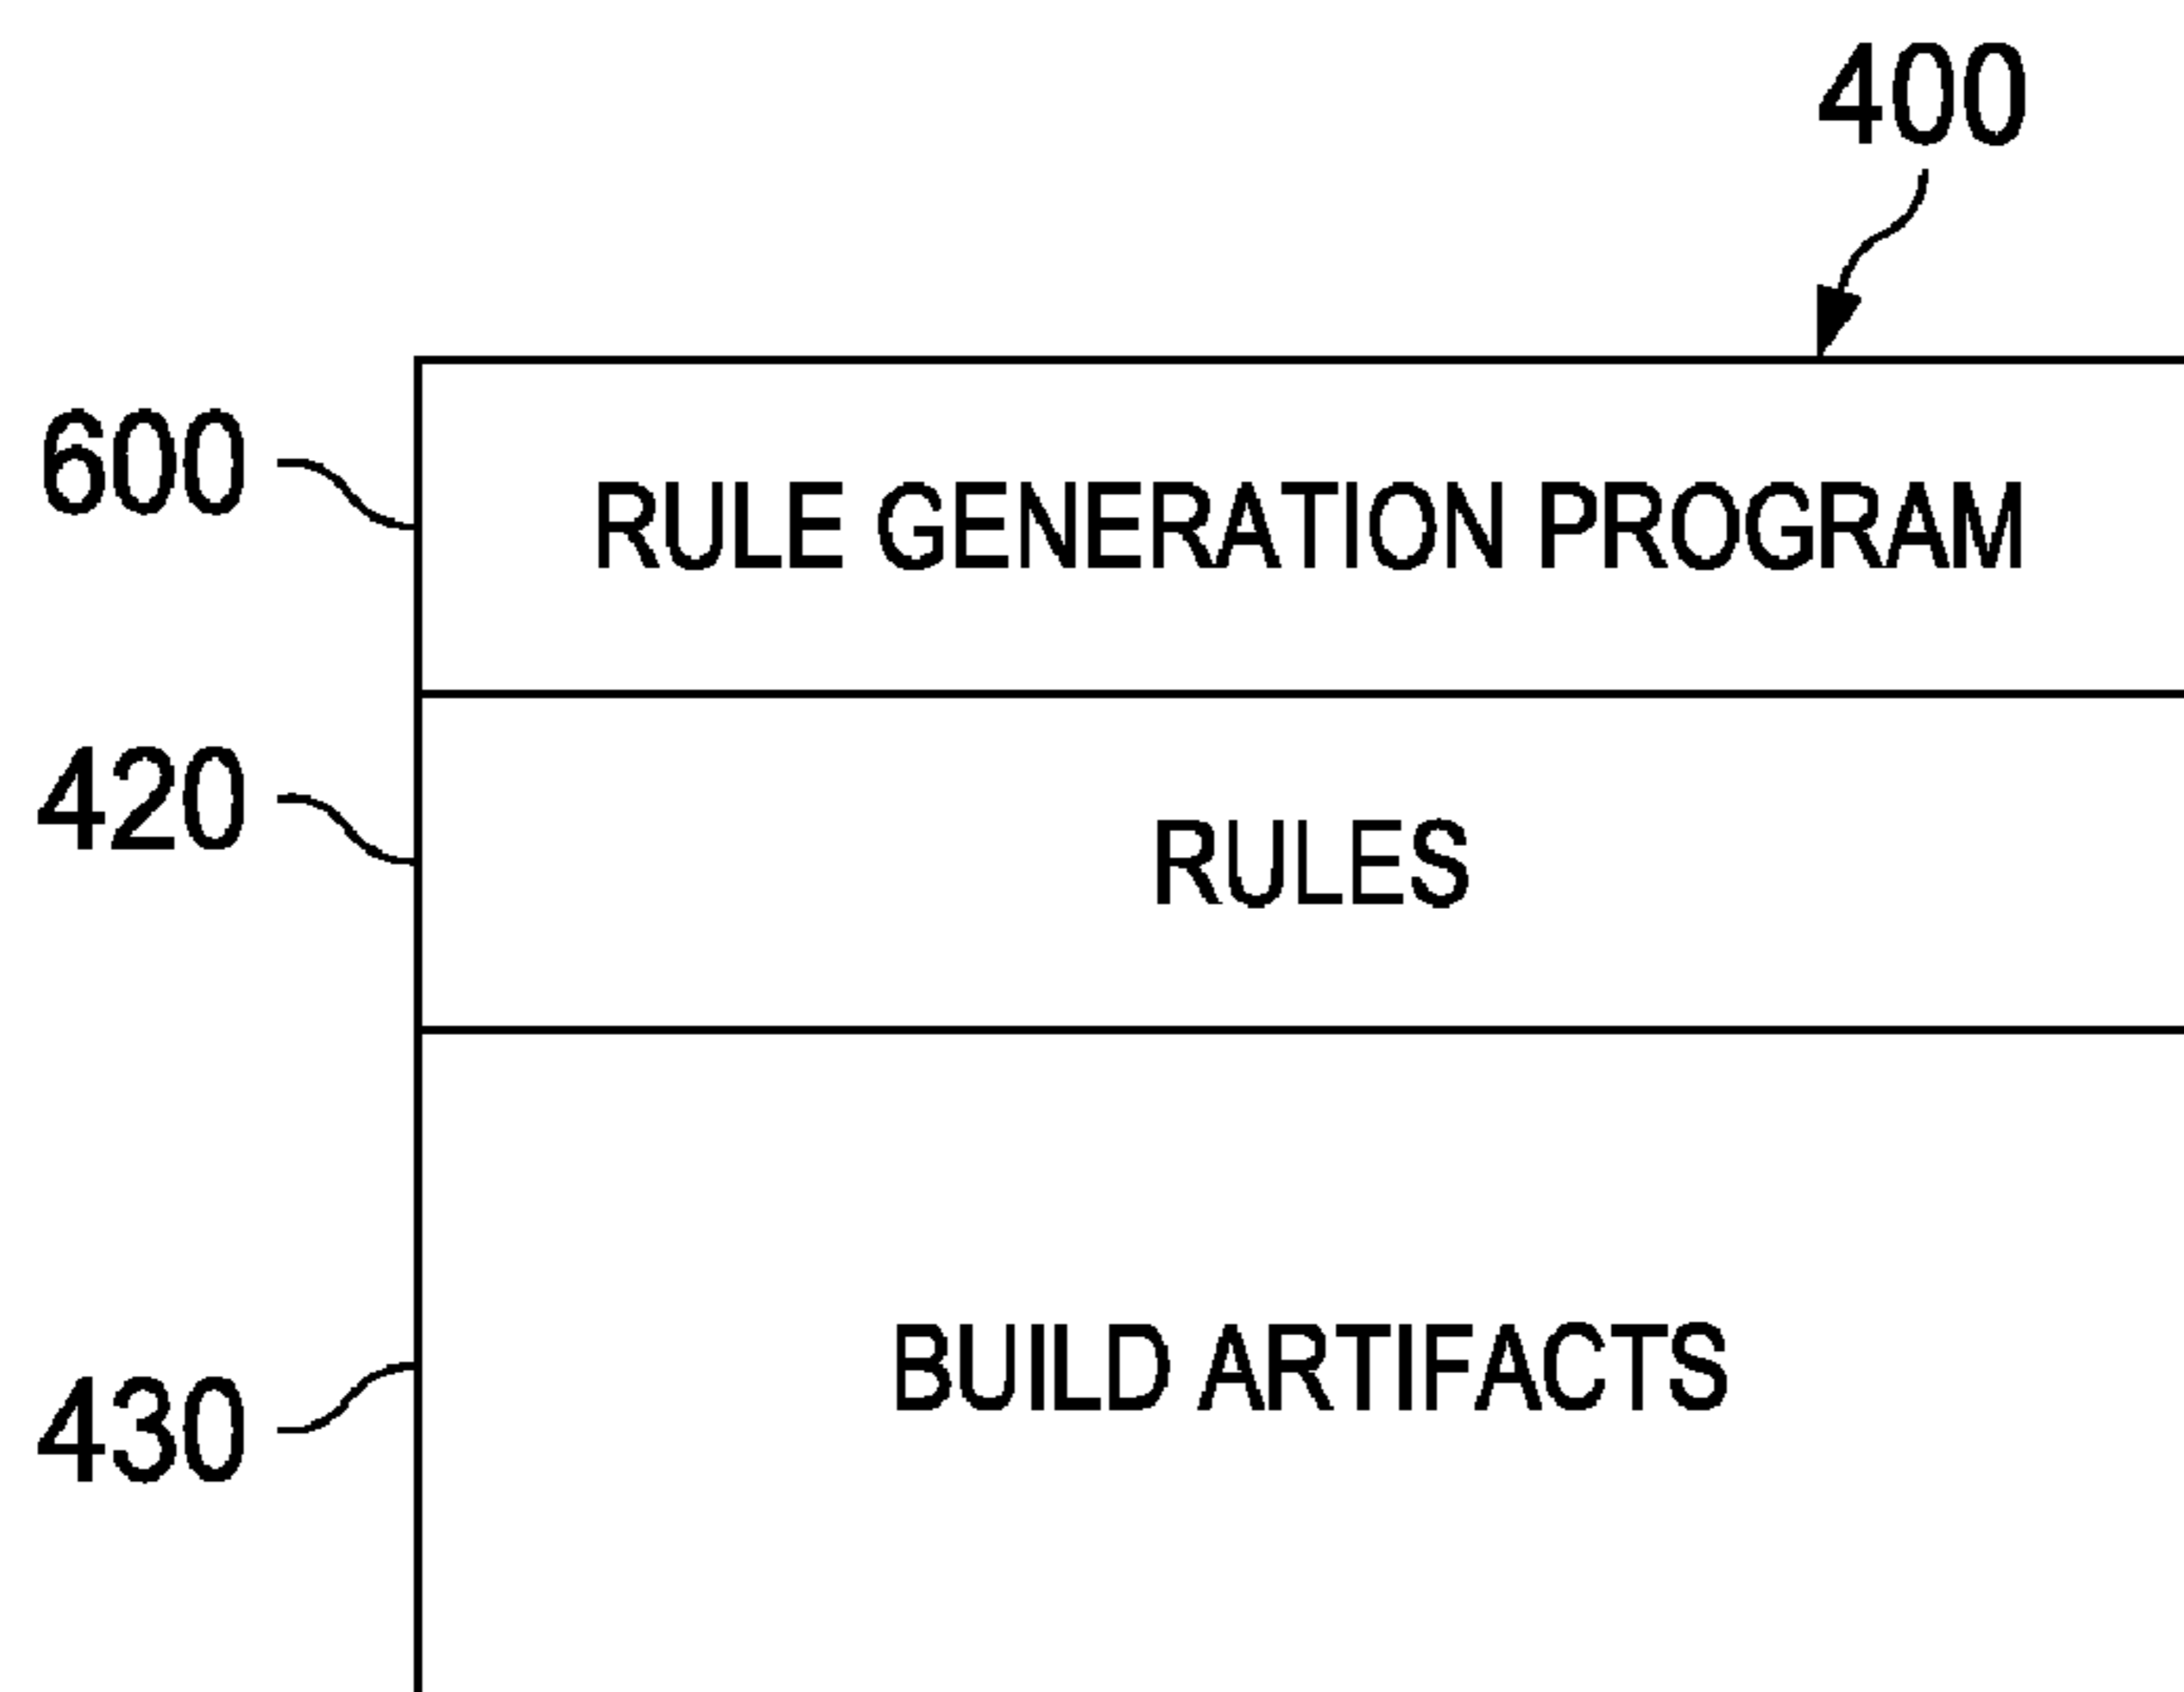 400
600
RULE GENERATION PROGRAM
420
RULES
430
BUILD ARTIFACTS